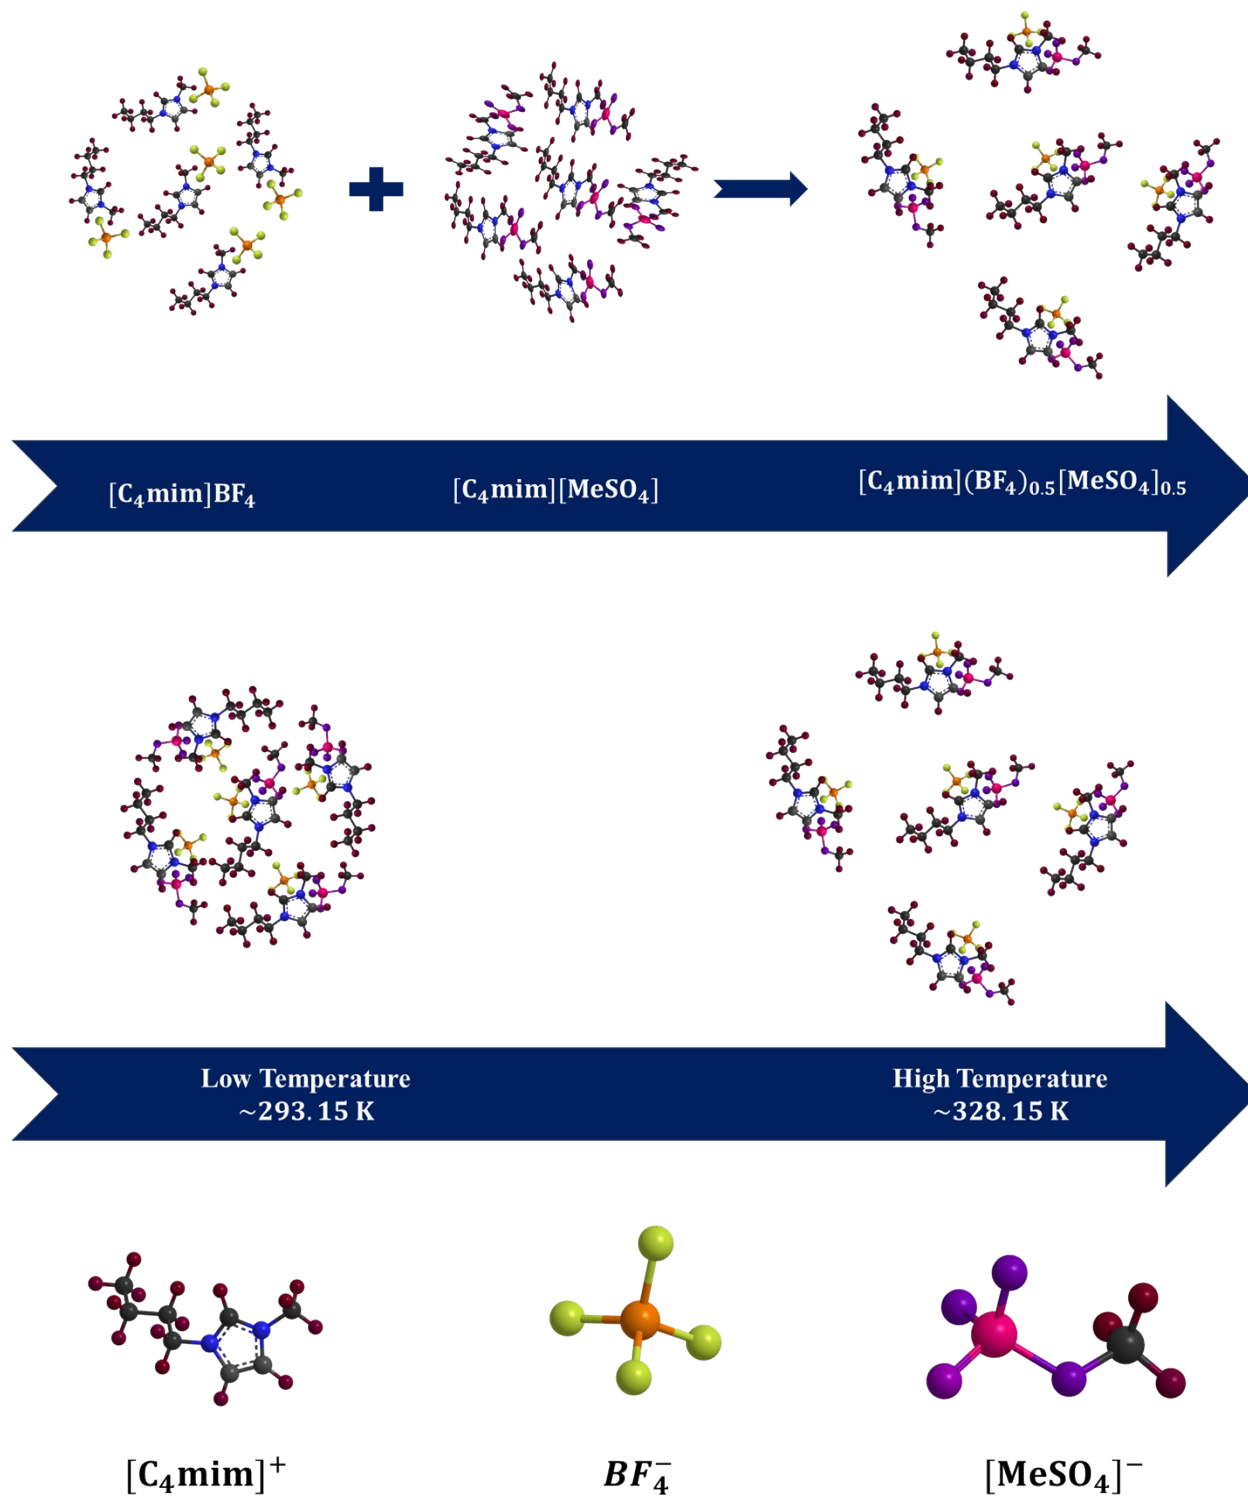 [C₄mim]BF₄
[C₄mim][MeSO₄]
[C₄mim](BF₄)₀.₅[MeSO₄]₀.₅
Low Temperature
~293.15 K
High Temperature
~328.15 K
[C₄mim]⁺
BF₄⁻
[MeSO₄]⁻